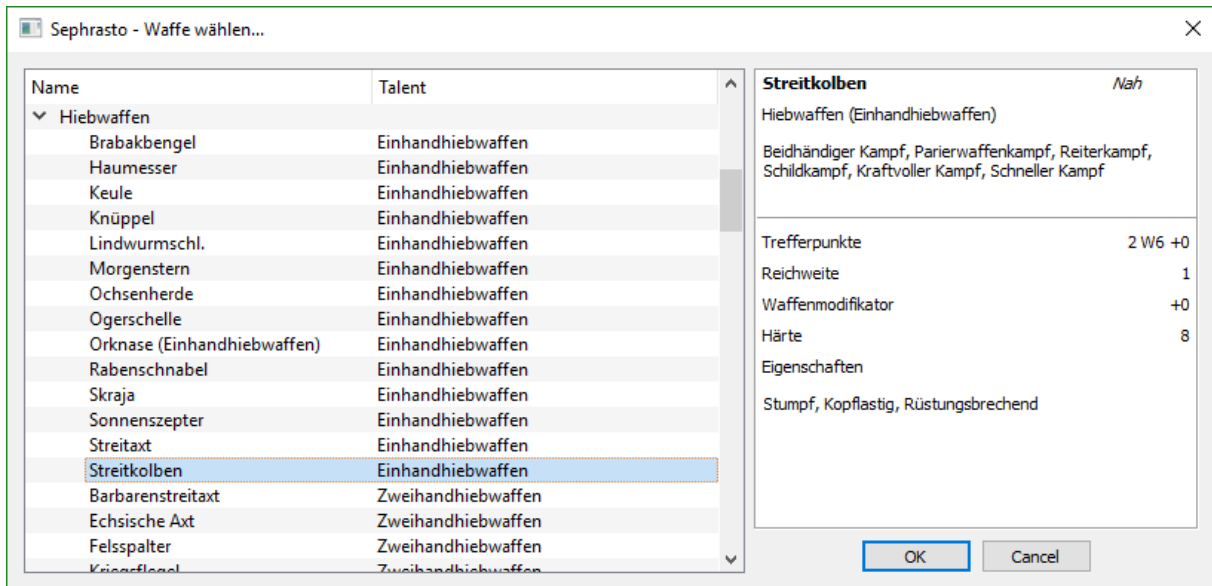 Sephrasto - Waffe wählen...
Name Talent
Hiebwaffen
Brabakbengel Einhandhiebwaffen
Haumesser Einhandhiebwaffen
Keule Einhandhiebwaffen
Knüppel Einhandhiebwaffen
Lindwurmschl. Einhandhiebwaffen
Morgenstern Einhandhiebwaffen
Ochsenherde Einhandhiebwaffen
Ogerschelle Einhandhiebwaffen
Orknase (Einhandhiebwaffen) Einhandhiebwaffen
Rabenschnabel Einhandhiebwaffen
Skraja Einhandhiebwaffen
Sonnenszepter Einhandhiebwaffen
Streitaxt Einhandhiebwaffen
Streitkolben Einhandhiebwaffen
Barbarenstreitaxt Zweihandhiebwaffen
Echsische Axt Zweihandhiebwaffen
Felsspalter Zweihandhiebwaffen
Kriegsflegel Zweihandhiebwaffen
Streitkolben Nah
Hiebwaffen (Einhandhiebwaffen)
Beidhändiger Kampf, Parierwaffenkampf, Reiterkampf,
Schildkampf, Kraftvoller Kampf, Schneller Kampf
Trefferpunkte 2 W6 +0
Reichweite 1
Waffenmodifikator +0
Härte 8
Eigenschaften
Stumpf, Kopflastig, Rüstungsbrechend
OK Cancel